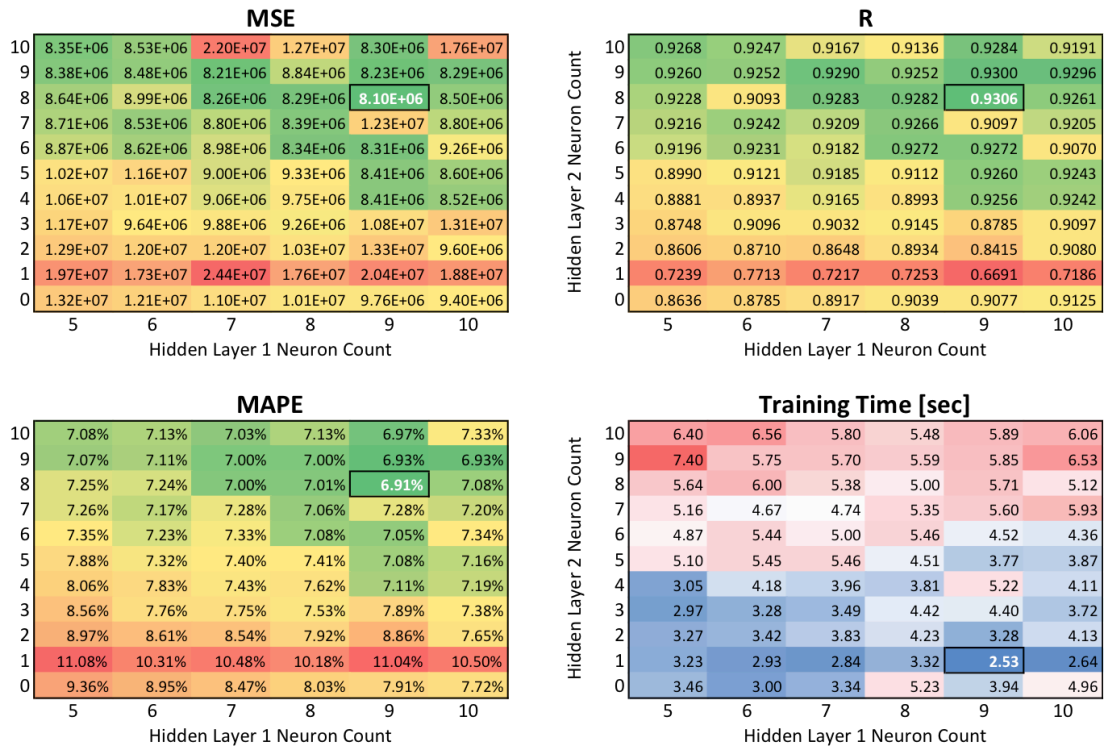 MSE
10 8.35E+06 8.53E+06 2.20E+07 1.27E+07 8.30E+06 1.76E+07
9 8.38E+06 8.48E+06 8.21E+06 8.84E+06 8.23E+06 8.29E+06
8 8.64E+06 8.99E+06 8.26E+06 8.29E+06 8.10E+06 8.50E+06
7 8.71E+06 8.53E+06 8.80E+06 8.39E+06 1.23E+07 8.80E+06
6 8.87E+06 8.62E+06 8.98E+06 8.34E+06 8.31E+06 9.26E+06
5 1.02E+07 1.16E+07 9.00E+06 9.33E+06 8.41E+06 8.60E+06
4 1.06E+07 1.01E+07 9.06E+06 9.75E+06 8.41E+06 8.52E+06
3 1.17E+07 9.64E+06 9.88E+06 9.26E+06 1.08E+07 1.31E+07
2 1.29E+07 1.20E+07 1.20E+07 1.03E+07 1.33E+07 9.60E+06
1 1.97E+07 1.73E+07 2.44E+07 1.76E+07 2.04E+07 1.88E+07
0 1.32E+07 1.21E+07 1.10E+07 1.01E+07 9.76E+06 9.40E+06
5 6 7 8 9 10
Hidden Layer 1 Neuron Count
R
Hidden Layer 2 Neuron Count
10 0.9268 0.9247 0.9167 0.9136 0.9284 0.9191
9 0.9260 0.9252 0.9290 0.9252 0.9300 0.9296
8 0.9228 0.9093 0.9283 0.9282 0.9306 0.9261
7 0.9216 0.9242 0.9209 0.9266 0.9097 0.9205
6 0.9196 0.9231 0.9182 0.9272 0.9272 0.9070
5 0.8990 0.9121 0.9185 0.9112 0.9260 0.9243
4 0.8881 0.8937 0.9165 0.8993 0.9256 0.9242
3 0.8748 0.9096 0.9032 0.9145 0.8785 0.9097
2 0.8606 0.8710 0.8648 0.8934 0.8415 0.9080
1 0.7239 0.7713 0.7217 0.7253 0.6691 0.7186
0 0.8636 0.8785 0.8917 0.9039 0.9077 0.9125
5 6 7 8 9 10
Hidden Layer 1 Neuron Count
MAPE
10 7.08% 7.13% 7.03% 7.13% 6.97% 7.33%
9 7.07% 7.11% 7.00% 7.00% 6.93% 6.93%
8 7.25% 7.24% 7.00% 7.01% 6.91% 7.08%
7 7.26% 7.17% 7.28% 7.06% 7.28% 7.20%
6 7.35% 7.23% 7.33% 7.08% 7.05% 7.34%
5 7.88% 7.32% 7.40% 7.41% 7.08% 7.16%
4 8.06% 7.83% 7.43% 7.62% 7.11% 7.19%
3 8.56% 7.76% 7.75% 7.53% 7.89% 7.38%
2 8.97% 8.61% 8.54% 7.92% 8.86% 7.65%
1 11.08% 10.31% 10.48% 10.18% 11.04% 10.50%
0 9.36% 8.95% 8.47% 8.03% 7.91% 7.72%
5 6 7 8 9 10
Hidden Layer 1 Neuron Count
Training Time [sec]
Hidden Layer 2 Neuron Count
10 6.40 6.56 5.80 5.48 5.89 6.06
9 7.40 5.75 5.70 5.59 5.85 6.53
8 5.64 6.00 5.38 5.00 5.71 5.12
7 5.16 4.67 4.74 5.35 5.60 5.93
6 4.87 5.44 5.00 5.46 4.52 4.36
5 5.10 5.45 5.46 4.51 3.77 3.87
4 3.05 4.18 3.96 3.81 5.22 4.11
3 2.97 3.28 3.49 4.42 4.40 3.72
2 3.27 3.42 3.83 4.23 3.28 4.13
1 3.23 2.93 2.84 3.32 2.53 2.64
0 3.46 3.00 3.34 5.23 3.94 4.96
5 6 7 8 9 10
Hidden Layer 1 Neuron Count